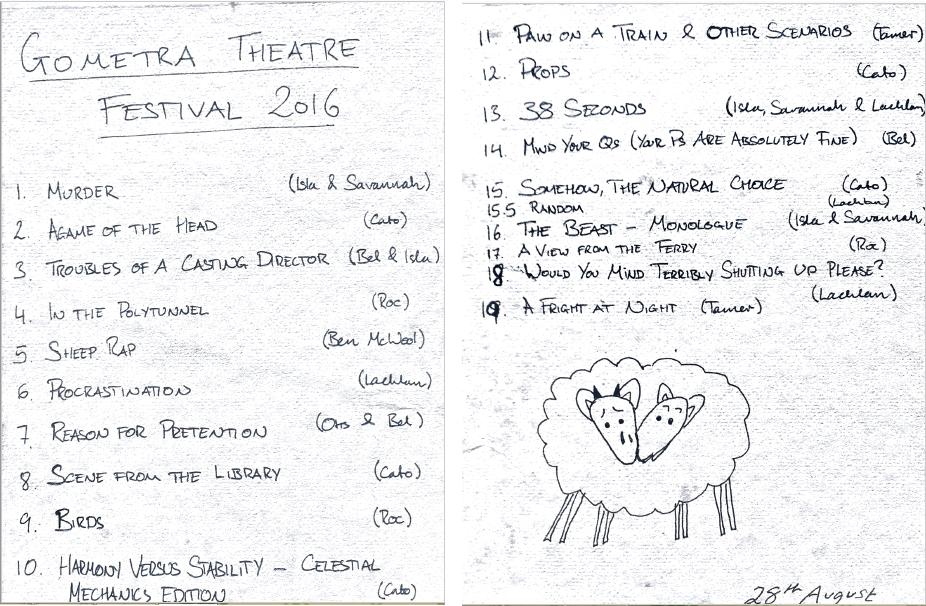 GOMETRA THEATRE
FESTIVAL 2016
1. MURDER (Isla & Savannah)
2. AGAME OF THE HEAD (Cato)
3. TROUBLES OF A CASTING DIRECTOR (Bel & Isla)
4. IN THE POLYTUNNEL (Roc)
5. SHEEP RAP (Ben McWool)
6. PROCRASTINATION (Lachlan)
7. REASON FOR PRETENTION (Otis & Bel)
8. SCENE FROM THE LIBRARY (Cato)
9. BIRDS (Roc)
10. HARMONY VERSUS STABILITY – CELESTIAL
MECHANICS EDITION (Cato)
11. PAW ON A TRAIN & OTHER SCENARIOS (Tamer)
12. PROPS (Cato)
13. 38 SECONDS (Isla, Savannah & Lachlan)
14. MIND YOUR QS (YOUR PS ARE ABSOLUTELY FINE) (Bel)
15. SOMEHOW, THE NATURAL CHOICE (Cato)
15.5 RANDOM (Lachlan)
16. THE BEAST – MONOLOGUE (Isla & Savannah)
17. A VIEW FROM THE FERRY (Roc)
18 WOULD YOU MIND TERRIBLY SHUTTING UP PLEASE?
(Lachlan)
19. A FRIGHT AT NIGHT (Tamer)
28th August